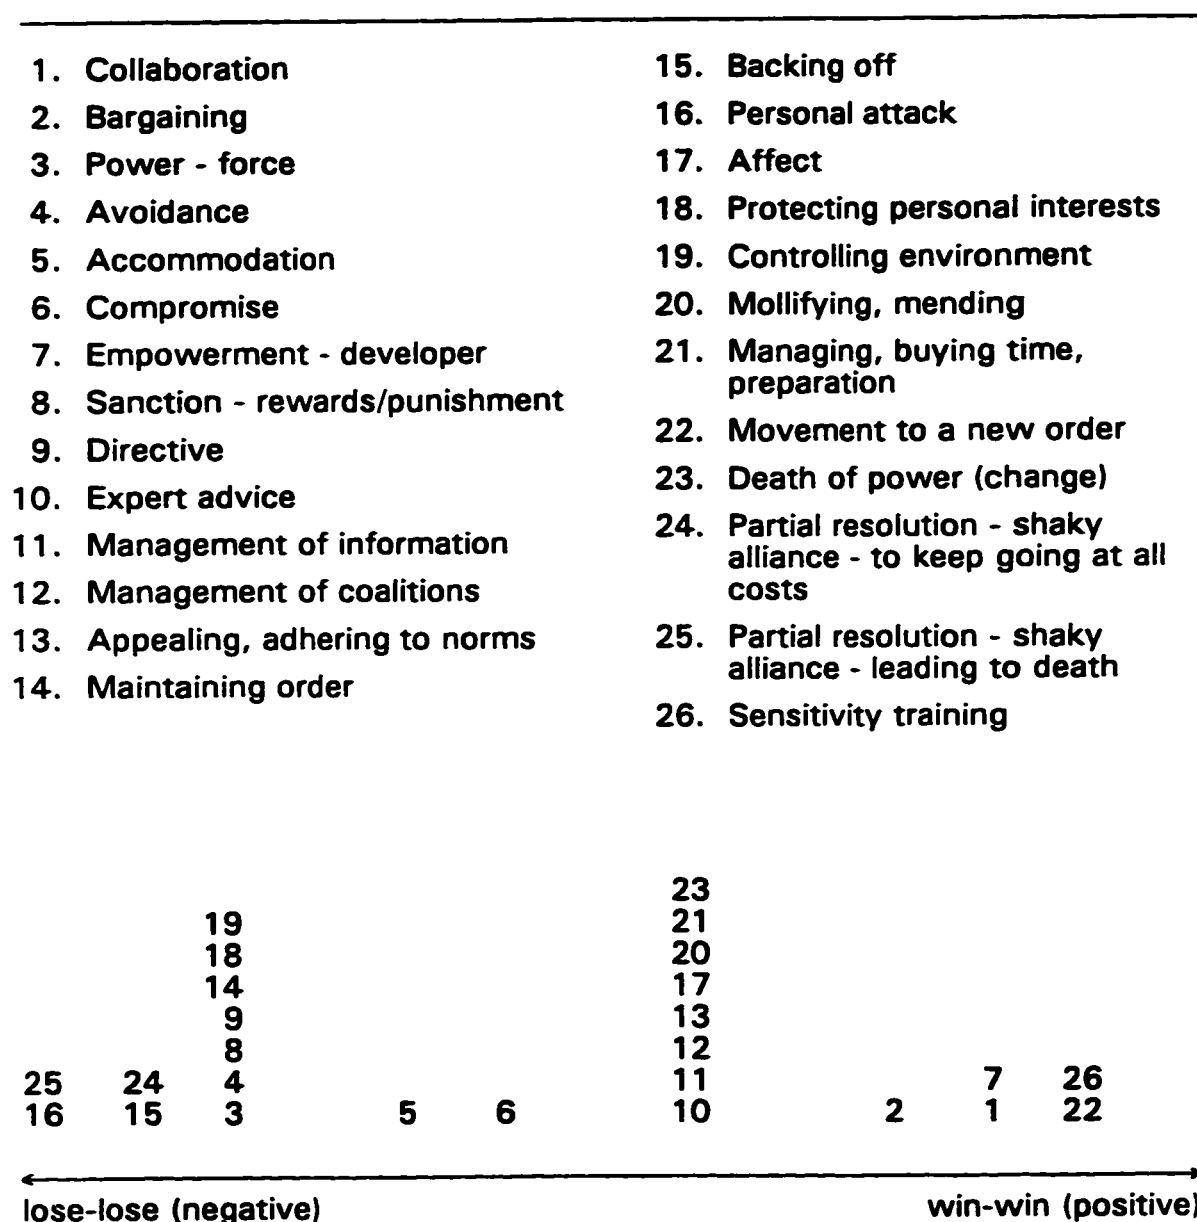 1. Collaboration
2. Bargaining
3. Power - force
4. Avoidance
5. Accommodation
6. Compromise
7. Empowerment - developer
8. Sanction - rewards/punishment
9. Directive
10. Expert advice
11. Management of information
12. Management of coalitions
13. Appealing, adhering to norms
14. Maintaining order
15. Backing off
16. Personal attack
17. Affect
18. Protecting personal interests
19. Controlling environment
20. Mollifying, mending
21. Managing, buying time,
preparation
22. Movement to a new order
23. Death of power (change)
24. Partial resolution - shaky
alliance - to keep going at all
costs
25. Partial resolution - shaky
alliance - leading to death
26. Sensitivity training
23
19 21
18 20
14 17
9 13
8 12
25 24 4 11 7 26
16 15 3 5 6 10 2 1 22
lose-lose (negative) win-win (positive)